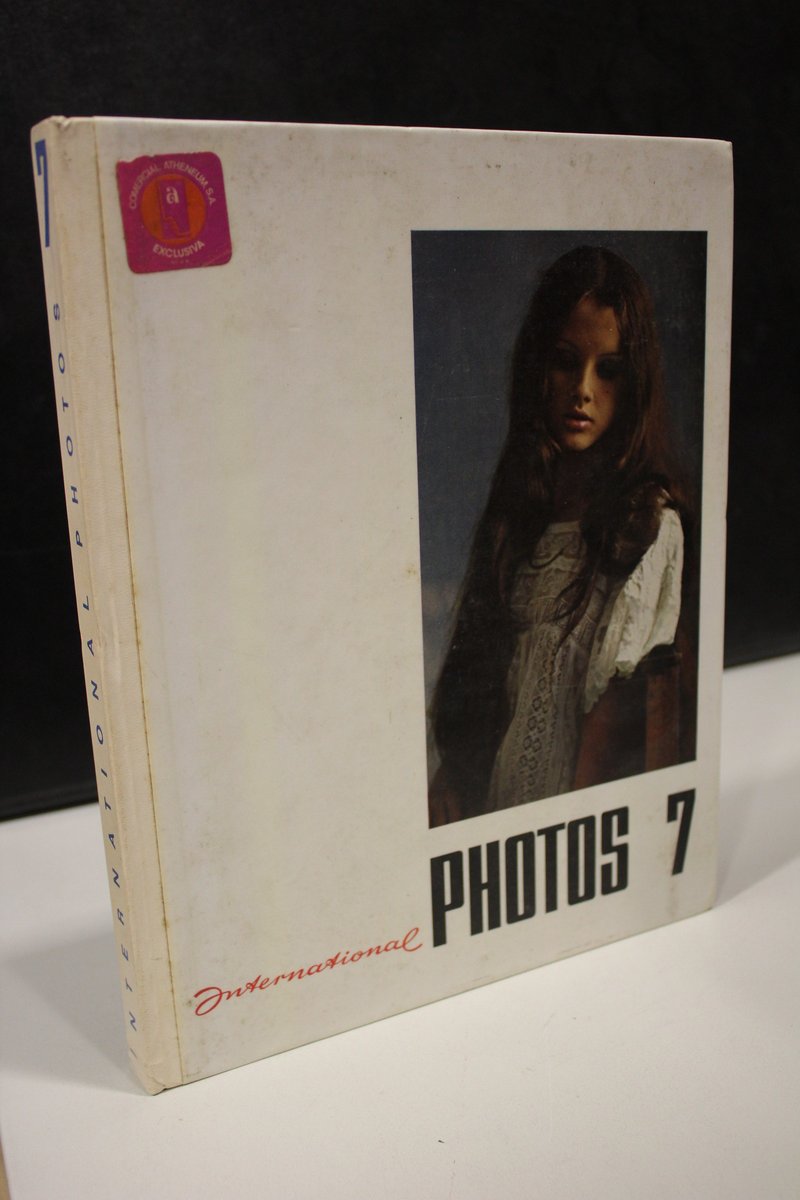 7
INTERNATIONAL PHOTOS
COMERCIAL ATHENEUM, S.A.
a
EXCLUSIVA
International PHOTOS 7